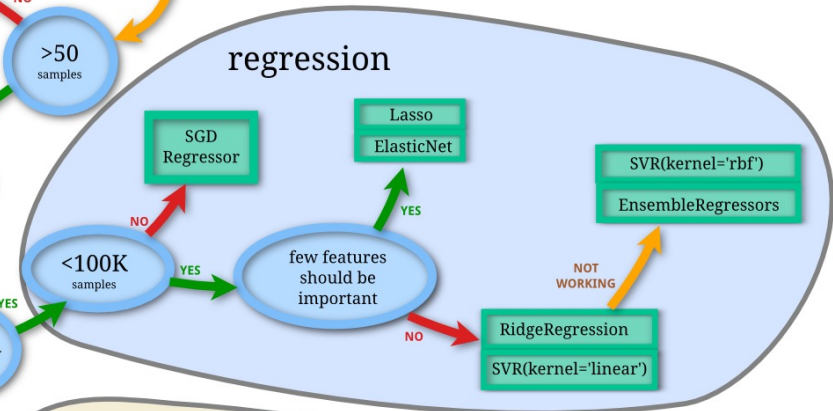 NO
>50
samples
regression
SGD
Regressor
Lasso
ElasticNet
SVR(kernel='rbf')
EnsembleRegressors
NO
YES
<100K
samples
YES
few features
should be
important
NOT
WORKING
YES
NO
RidgeRegression
SVR(kernel='linear')